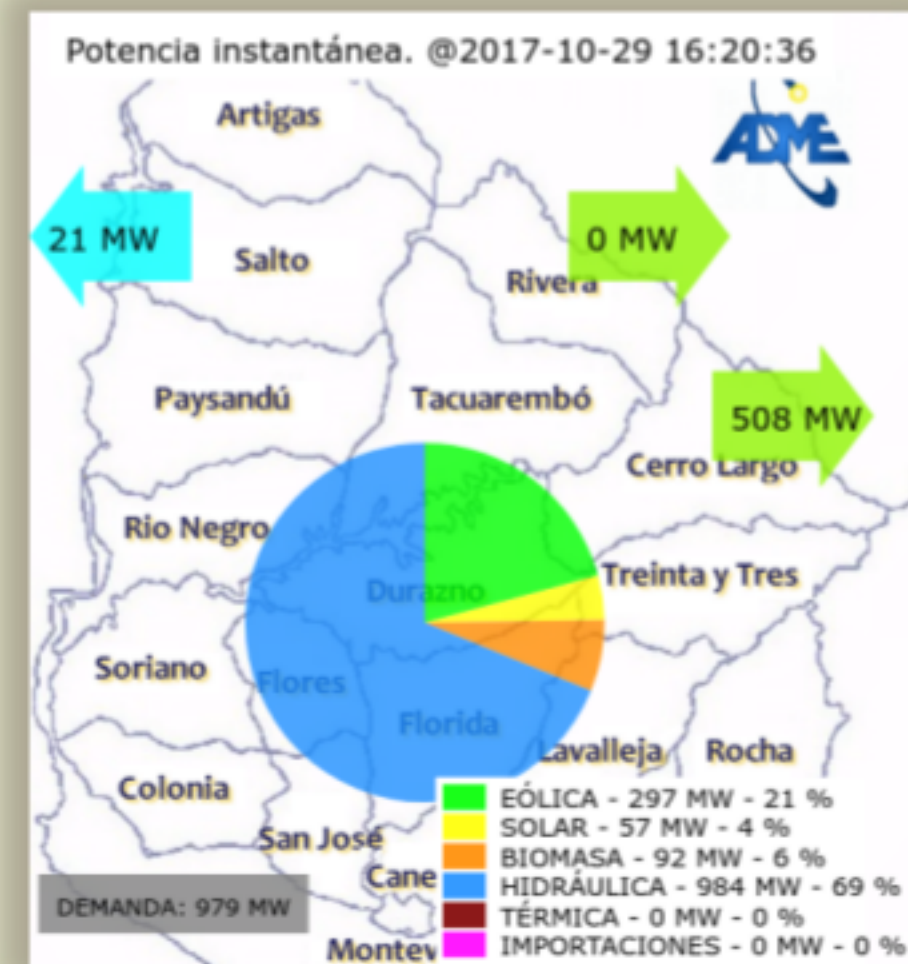 Potencia instantánea. @2017-10-29 16:20:36
ADME
Artigas
21 MW
Salto
0 MW
Rivera
Paysandú
Tacuarembó
508 MW
Cerro Largo
Rio Negro
Durazno
Treinta y Tres
Soriano
Flores
Florida
Lavalleja
Rocha
Colonia
San José
Cane
Montev
DEMANDA: 979 MW
EÓLICA - 297 MW - 21 %
SOLAR - 57 MW - 4 %
BIOMASA - 92 MW - 6 %
HIDRÁULICA - 984 MW - 69 %
TÉRMICA - 0 MW - 0 %
IMPORTACIONES - 0 MW - 0 %